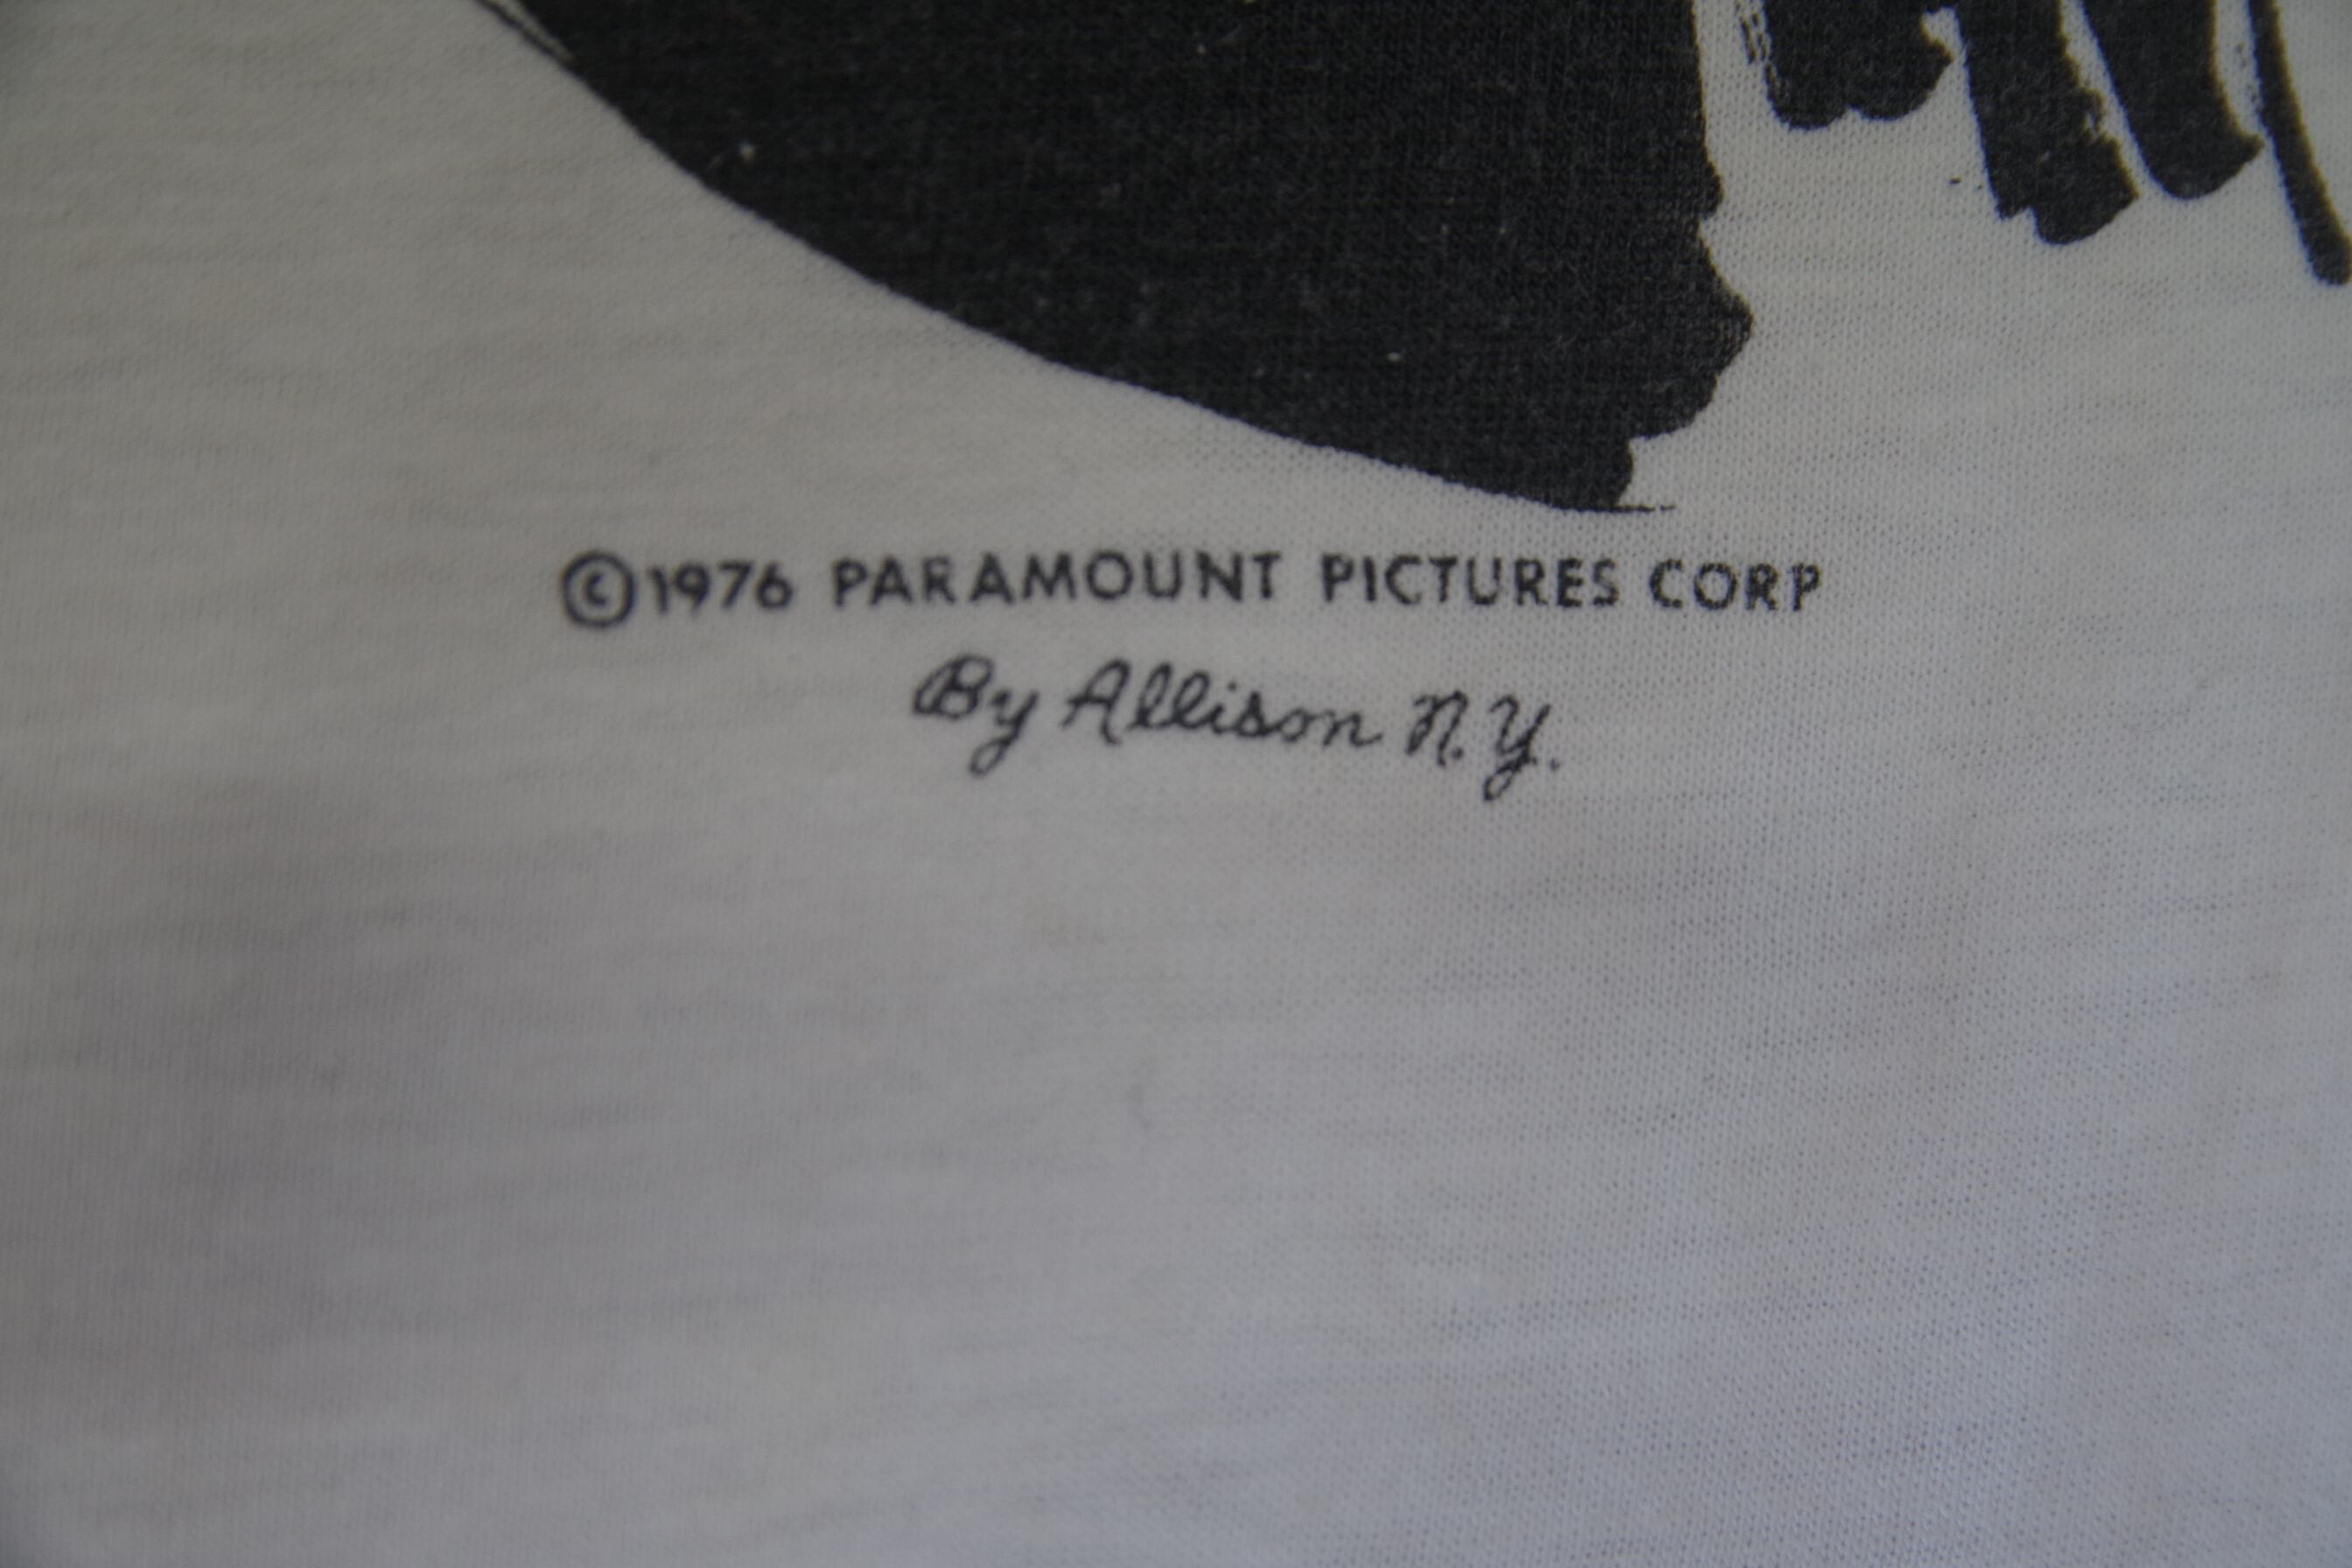 ©1976 PARAMOUNT PICTURES CORP
By Allison N.Y.